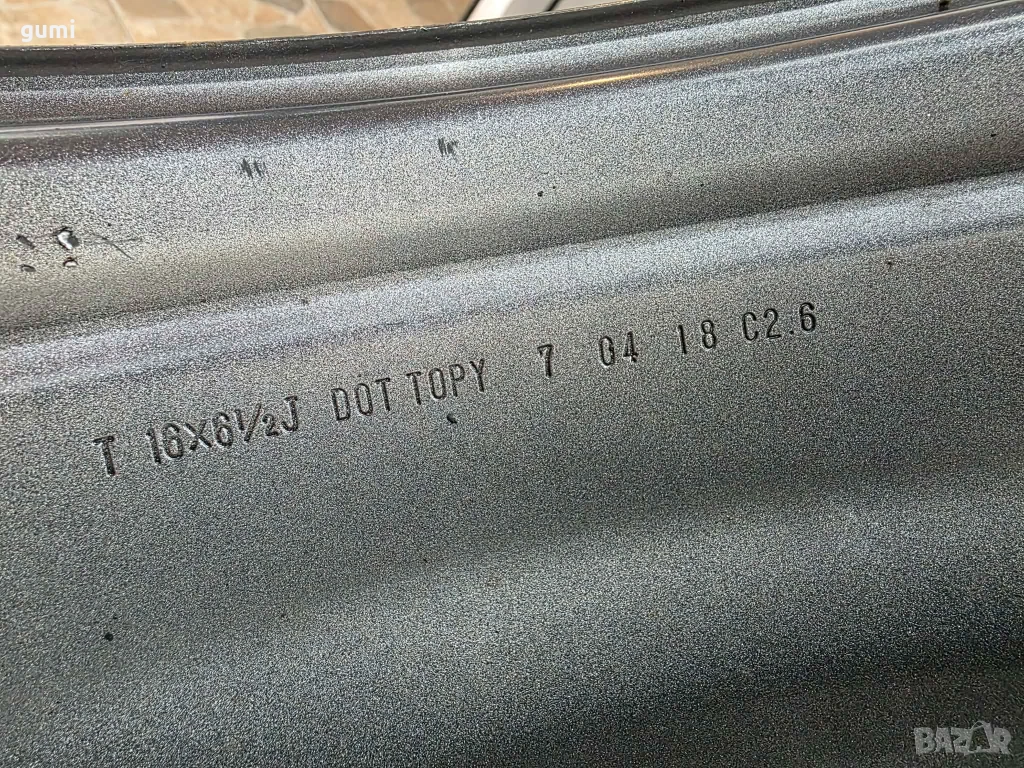 gumi
T 16X6½J DOT TOPY 7 04 18 C2.6
BAZAR